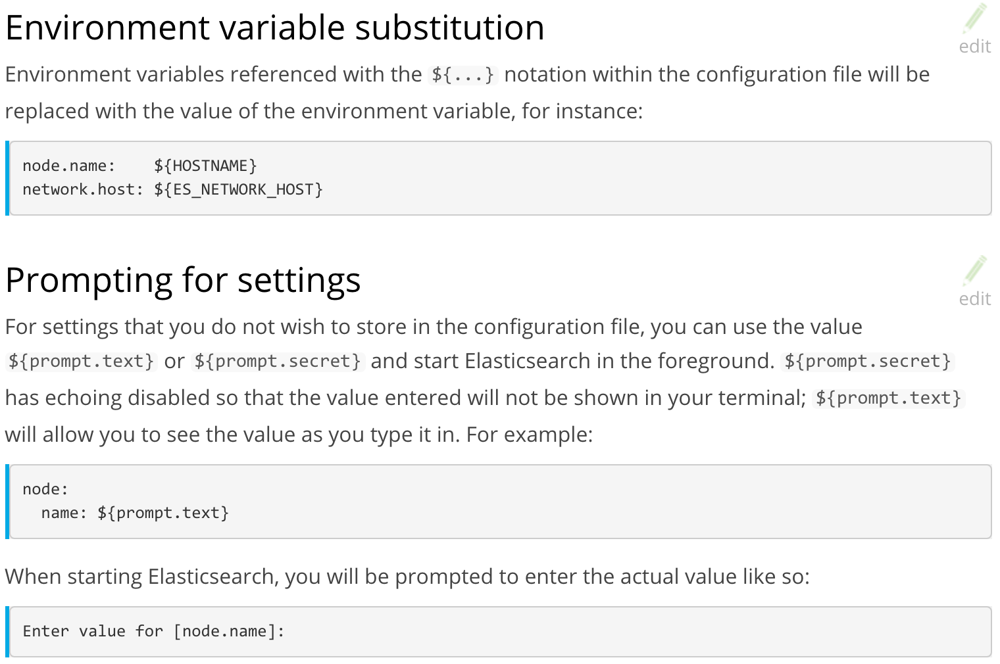 Environment variable substitution
edit
Environment variables referenced with the ${...} notation within the configuration file will be
replaced with the value of the environment variable, for instance:
node.name:    ${HOSTNAME}
network.host: ${ES_NETWORK_HOST}
Prompting for settings
edit
For settings that you do not wish to store in the configuration file, you can use the value
${prompt.text} or ${prompt.secret} and start Elasticsearch in the foreground. ${prompt.secret}
has echoing disabled so that the value entered will not be shown in your terminal; ${prompt.text}
will allow you to see the value as you type it in. For example:
node:
  name: ${prompt.text}
When starting Elasticsearch, you will be prompted to enter the actual value like so:
Enter value for [node.name]: